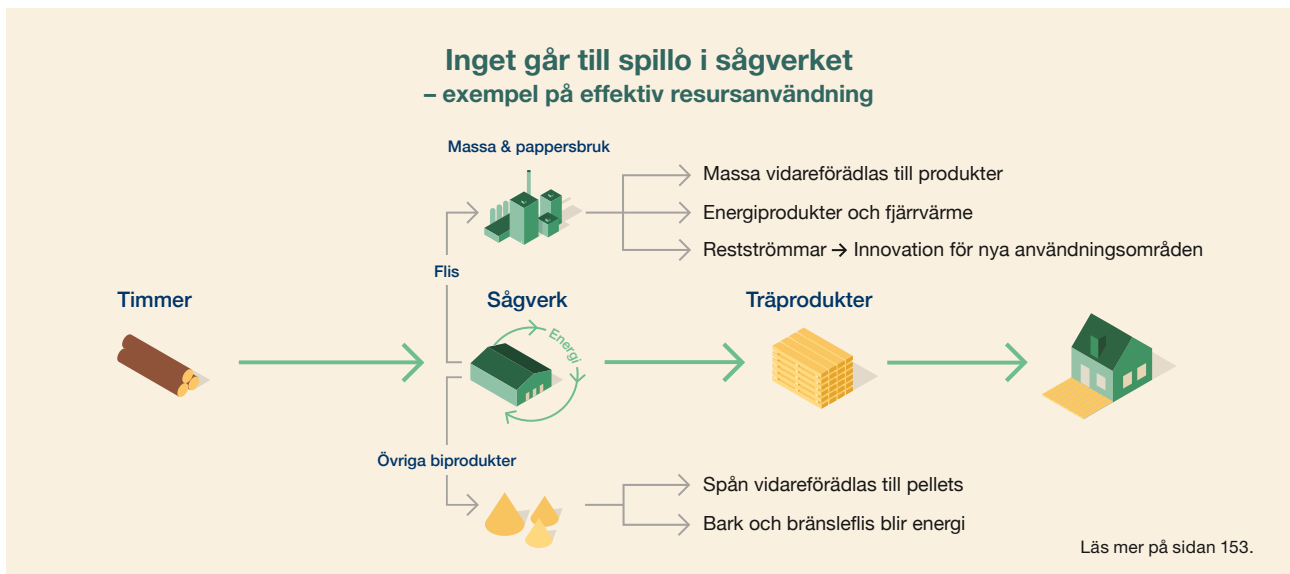 Inget går till spillo i sågverket
– exempel på effektiv resursanvändning
Massa & pappersbruk
Massa vidareförädlas till produkter
Energiprodukter och fjärrvärme
Restströmmar → Innovation för nya användningsområden
Flis
Timmer
Sågverk
Träprodukter
Energi
Övriga biprodukter
Spån vidareförädlas till pellets
Bark och bränsleflis blir energi
Läs mer på sidan 153.